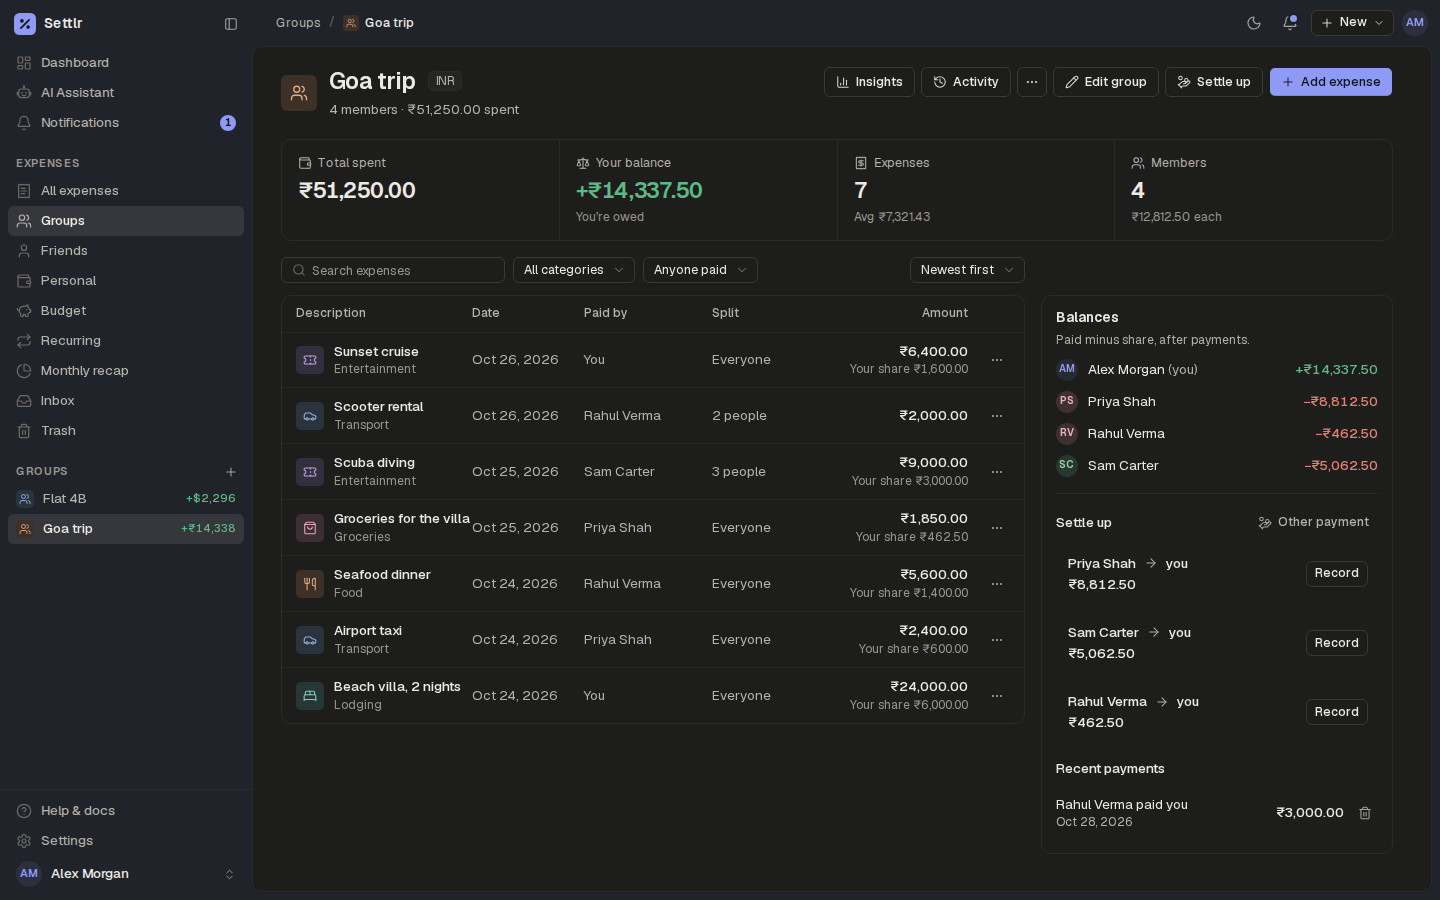 Settlr
Groups / Goa trip
New
AM
Dashboard
AI Assistant
Notifications
1
EXPENSES
All expenses
Groups
Friends
Personal
Budget
Recurring
Monthly recap
Inbox
Trash
GROUPS
Flat 4B +$2,296
Goa trip +₹14,338
Help & docs
Settings
AM Alex Morgan
Goa trip INR
4 members · ₹51,250.00 spent
Insights
Activity
Edit group
Settle up
Add expense
Total spent
₹51,250.00
Your balance
+₹14,337.50
You're owed
Expenses
7
Avg ₹7,321.43
Members
4
₹12,812.50 each
Search expenses
All categories
Anyone paid
Newest first
Description Date Paid by Split Amount
Sunset cruise Oct 26, 2026 You Everyone ₹6,400.00
Entertainment Your share ₹1,600.00
Scooter rental Oct 26, 2026 Rahul Verma 2 people ₹2,000.00
Transport
Scuba diving Oct 25, 2026 Sam Carter 3 people ₹9,000.00
Entertainment Your share ₹3,000.00
Groceries for the villa Oct 25, 2026 Priya Shah Everyone ₹1,850.00
Groceries Your share ₹462.50
Seafood dinner Oct 24, 2026 Rahul Verma Everyone ₹5,600.00
Food Your share ₹1,400.00
Airport taxi Oct 24, 2026 Priya Shah Everyone ₹2,400.00
Transport Your share ₹600.00
Beach villa, 2 nights Oct 24, 2026 You Everyone ₹24,000.00
Lodging Your share ₹6,000.00
Balances
Paid minus share, after payments.
AM Alex Morgan (you) +₹14,337.50
PS Priya Shah −₹8,812.50
RV Rahul Verma −₹462.50
SC Sam Carter −₹5,062.50
Settle up Other payment
Priya Shah → you
₹8,812.50
Record
Sam Carter → you
₹5,062.50
Record
Rahul Verma → you
₹462.50
Record
Recent payments
Rahul Verma paid you ₹3,000.00
Oct 28, 2026